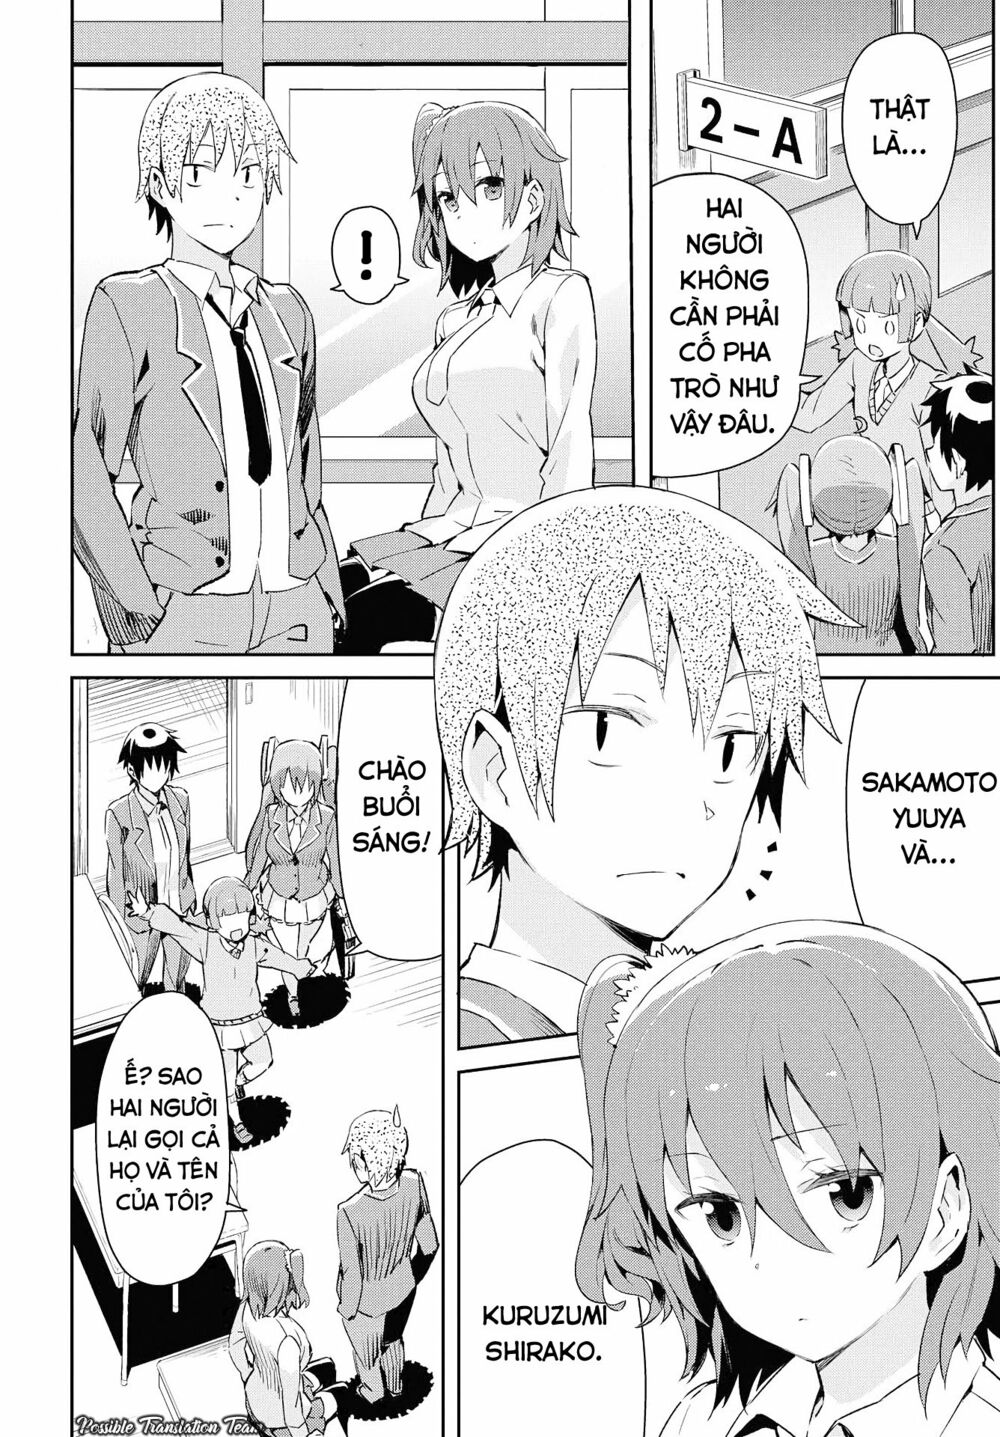 THẬT
LÀ...
2-A
HAI
NGƯỜI
KHÔNG
CẦN PHẢI
CỐ PHA
TRÒ NHƯ
VẬY ĐÂU.
!
SAKAMOTO
YUUYA
VÀ...
KURUZUMI
SHIRAKO.
CHÀO
BUỔI
SÁNG!
Ế? SAO
HAI NGƯỜI
LẠI GỌI CẢ
HỌ VÀ TÊN
CỦA TÔI?
Possible Translation Team